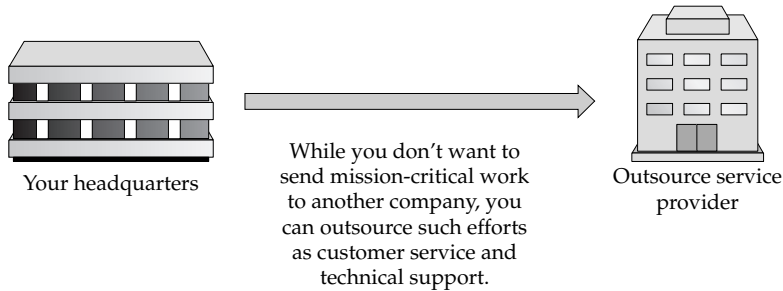 Your headquarters
While you don’t want to
send mission-critical work
to another company, you
can outsource such efforts
as customer service and
technical support.
Outsource service
provider